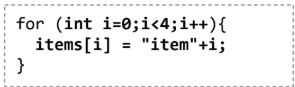 for (int i=0;i<4;i++){
  items[i] = "item"+i;
}